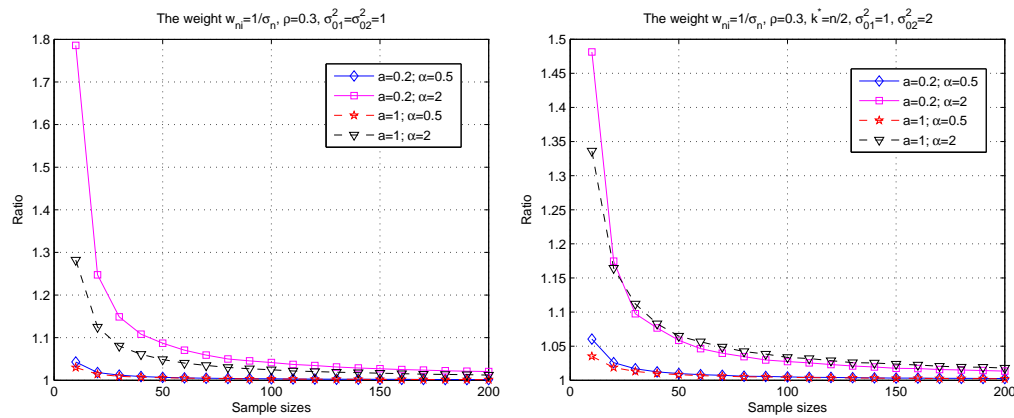 The weight w_ni=1/σ_n, ρ=0.3, σ²_01=σ²_02=1
1.8
1.7
1.6
1.5
1.4
1.3
1.2
1.1
1
Ratio
0 50 100 150 200
Sample sizes
a=0.2; α=0.5
a=0.2; α=2
a=1; α=0.5
a=1; α=2
The weight w_ni=1/σ_n, ρ=0.3, k*=n/2, σ²_01=1, σ²_02=2
1.5
1.45
1.4
1.35
1.3
1.25
1.2
1.15
1.1
1.05
1
Ratio
0 50 100 150 200
Sample sizes
a=0.2; α=0.5
a=0.2; α=2
a=1; α=0.5
a=1; α=2